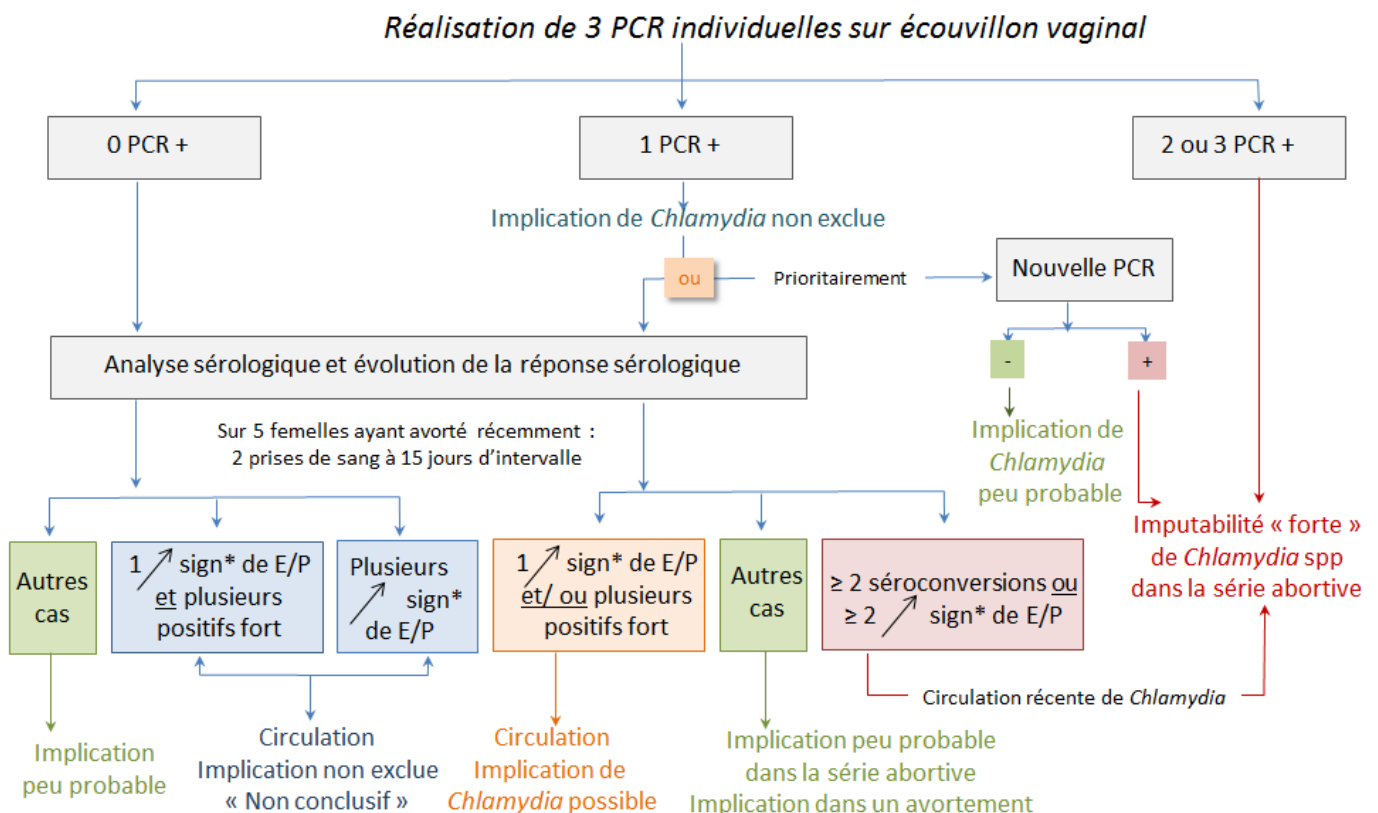 Réalisation de 3 PCR individuelles sur écouvillon vaginal
0 PCR +
1 PCR +
2 ou 3 PCR +
Implication de Chlamydia non exclue
ou
Prioritairement
Nouvelle PCR
-
+
Analyse sérologique et évolution de la réponse sérologique
Sur 5 femelles ayant avorté récemment :
2 prises de sang à 15 jours d'intervalle
Implication de
Chlamydia
peu probable
Imputabilité « forte »
de Chlamydia spp
dans la série abortive
Autres
cas
1 sign* de E/P
et plusieurs
positifs fort
Plusieurs
sign*
de E/P
1 sign* de E/P
et/ ou plusieurs
positifs fort
Autres
cas
≥ 2 séroconversions ou
≥ 2 sign* de E/P
Circulation récente de Chlamydia
Implication
peu probable
Circulation
Implication non exclue
« Non conclusif »
Circulation
Implication de
Chlamydia possible
Implication peu probable
dans la série abortive
Implication dans un avortement